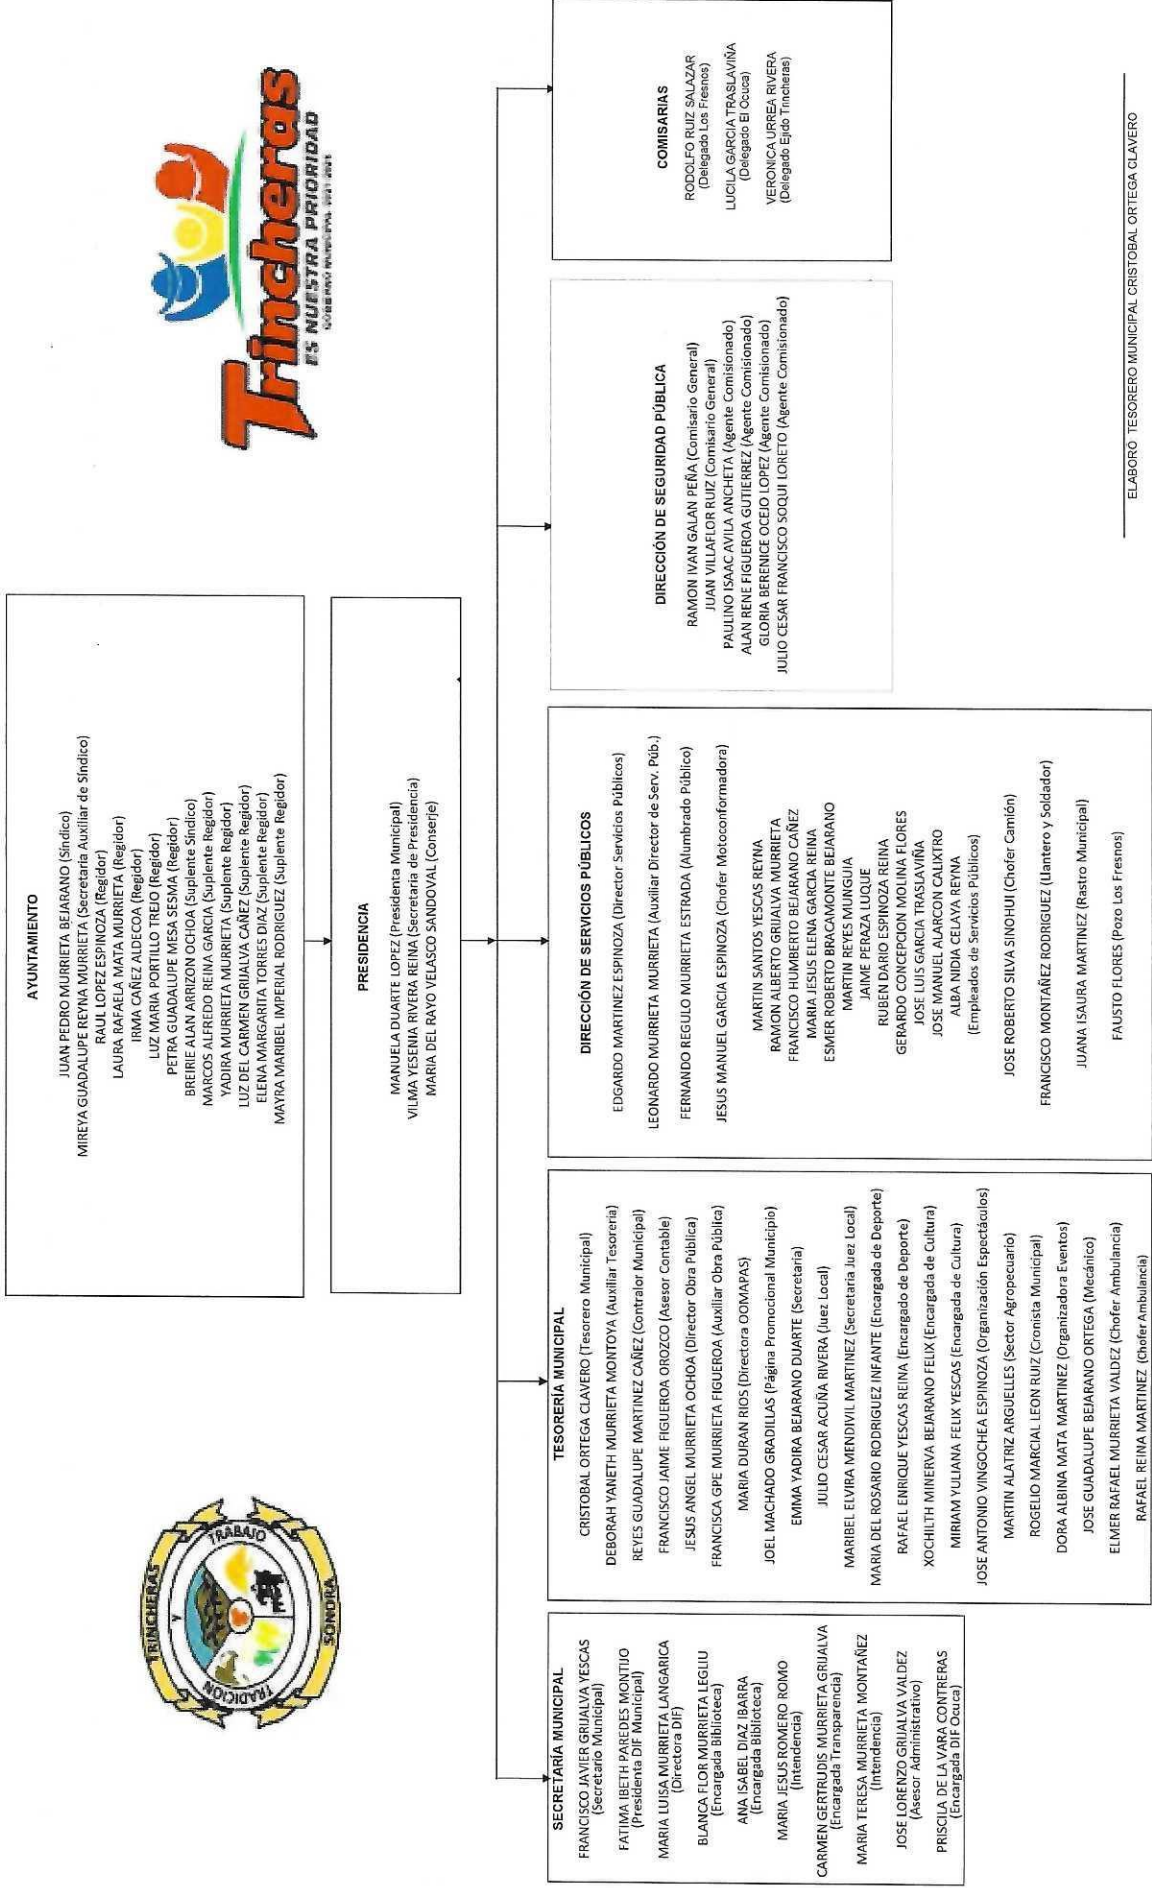 TRINCHERAS
TRADICION
Y
TRABAJO
SONORA
Trincheras
ES NUESTRA PRIORIDAD
GOBIERNO MUNICIPAL 2021-2024
AYUNTAMIENTO
JUAN PEDRO MURRIETA BEJARANO (Síndico)
MIREYA GUADALUPE REYNA MURRIETA (Secretaria Auxiliar de Síndico)
RAUL LOPEZ ESPINOZA (Regidor)
LAURA RAFAELA MATA MURRIETA (Regidor)
IRMA CAÑEZ ALDECOA (Regidor)
LUZ MARIA PORTILLO TREJO (Regidor)
PETRA GUADALUPE MESA SESMA (Regidor)
BREIRIE ALAN ARRIZON OCHOA (Suplente Síndico)
MARCOS ALFREDO REINA GARCIA (Suplente Regidor)
YADIRA MURRIETA MURRIETA (Suplente Regidor)
LUZ DEL CARMEN GRIJALVA CAÑEZ (Suplente Regidor)
ELENA MARGARITA TORRES DIAZ (Suplente Regidor)
MAYRA MARIBEL IMPERIAL RODRIGUEZ (Suplente Regidor)
PRESIDENCIA
MANUELA DUARTE LOPEZ (Presidenta Municipal)
VILMA YESENIA RIVERA REINA (Secretaria de Presidencia)
MARIA DEL RAYO VELASCO SANDOVAL (Conserje)
SECRETARÍA MUNICIPAL
FRANCISCO JAVIER GRIJALVA YESCAS
(Secretario Municipal)
FATIMA IBETH PAREDES MONTIJO
(Presidenta DIF Municipal)
MARIA LUISA MURRIETA LANGARICA
(Directora DIF)
BLANCA FLOR MURRIETA LEGLIU
(Encargada Biblioteca)
ANA ISABEL DIAZ IBARRA
(Encargada Biblioteca)
MARIA JESUS ROMERO ROMO
(Intendencia)
CARMEN GERTRUDIS MURRIETA GRIJALVA
(Encargada Transparencia)
MARIA TERESA MURRIETA MONTAÑEZ
(Intendencia)
JOSE LORENZO GRIJALVA VALDEZ
(Asesor Administrativo)
PRISCILA DE LA VARA CONTRERAS
(Encargada DIF Ocuca)
TESORERÍA MUNICIPAL
CRISTOBAL ORTEGA CLAVERO (Tesorero Municipal)
DEBORAH YANETH MURRIETA MONTOYA (Auxiliar Tesorería)
REYES GUADALUPE MARTINEZ CAÑEZ (Contralor Municipal)
FRANCISCO JAIME FIGUEROA OROZCO (Asesor Contable)
JESUS ANGEL MURRIETA OCHOA (Director Obra Pública)
FRANCISCA GPE MURRIETA FIGUEROA (Auxiliar Obra Pública)
MARIA DURAN RIOS (Directora OOMAPAS)
JOEL MACHADO GRADILLAS (Página Promocional Municipio)
EMMA YADIRA BEJARANO DUARTE (Secretaria)
JULIO CESAR ACUÑA RIVERA (Juez Local)
MARIBEL ELVIRA MENDIVIL MARTINEZ (Secretaría Juez Local)
MARIA DEL ROSARIO RODRIGUEZ INFANTE (Encargada de Deporte)
RAFAEL ENRIQUE YESCAS REINA (Encargado de Deporte)
XOCHILTH MINERVA BEJARANO FELIX (Encargada de Cultura)
MIRIAM YULIANA FELIX YESCAS (Encargada de Cultura)
JOSE ANTONIO VINGOCHEA ESPINOZA (Organización Espectáculos)
MARTIN ALATRIZ ARGUELLES (Sector Agropecuario)
ROGELIO MARCIAL LEON RUIZ (Cronista Municipal)
DORA ALBINA MATA MARTINEZ (Organizadora Eventos)
JOSE GUADALUPE BEJARANO ORTEGA (Mecánico)
ELMER RAFAEL MURRIETA VALDEZ (Chofer Ambulancia)
RAFAEL REINA MARTINEZ (Chofer Ambulancia)
DIRECCIÓN DE SERVICIOS PÚBLICOS
EDGARDO MARTINEZ ESPINOZA (Director Servicios Públicos)
LEONARDO MURRIETA MURRIETA (Auxiliar Director de Serv. Púb.)
FERNANDO REGULO MURRIETA ESTRADA (Alumbrado Público)
JESUS MANUEL GARCIA ESPINOZA (Chofer Motoconformadora)
MARTIN SANTOS YESCAS REYNA
RAMON ALBERTO GRIJALVA MURRIETA
FRANCISCO HUMBERTO BEJARANO CAÑEZ
MARIA JESUS ELENA GARCIA REINA
ESMER ROBERTO BRACAMONTE BEJARANO
MARTIN REYES MUNGUIA
JAIME PERAZA LUQUE
RUBEN DARIO ESPINOZA REINA
GERARDO CONCEPCION MOLINA FLORES
JOSE LUIS GARCIA TRASLAVIÑA
JOSE MANUEL ALARCON CALIXTRO
ALBA NIDIA CELAYA REYNA
(Empleados de Servicios Públicos)
JOSE ROBERTO SILVA SINOHUI (Chofer Camión)
FRANCISCO MONTAÑEZ RODRIGUEZ (Llantero y Soldador)
JUANA ISAURA MARTINEZ (Rastro Municipal)
FAUSTO FLORES (Pozo Los Fresnos)
DIRECCIÓN DE SEGURIDAD PÚBLICA
RAMON IVAN GALAN PEÑA (Comisario General)
JUAN VILLAFLOR RUIZ (Comisario General)
PAULINO ISAAC AVILA ANCHETA (Agente Comisionado)
ALAN RENE FIGUEROA GUTIERREZ (Agente Comisionado)
GLORIA BERENICE OCEJO LOPEZ (Agente Comisionado)
JULIO CESAR FRANCISCO SOQUI LORETO (Agente Comisionado)
COMISARIAS
RODOLFO RUIZ SALAZAR
(Delegado Los Fresnos)
LUCILA GARCIA TRASLAVIÑA
(Delegado El Ocuca)
VERONICA URREA RIVERA
(Delegado Ejido Trincheras)
ELABORO TESORERO MUNICIPAL CRISTOBAL ORTEGA CLAVERO